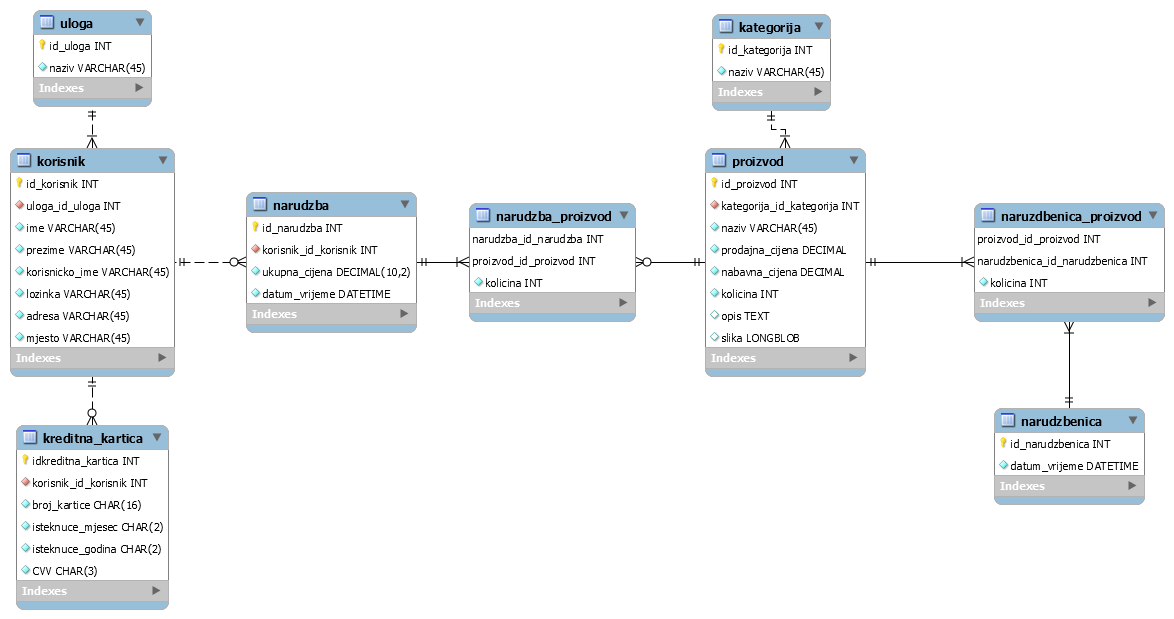 uloga
id_uloga INT
naziv VARCHAR(45)
Indexes
korisnik
id_korisnik INT
uloga_id_uloga INT
ime VARCHAR(45)
prezime VARCHAR(45)
korisnicko_ime VARCHAR(45)
lozinka VARCHAR(45)
adresa VARCHAR(45)
mjesto VARCHAR(45)
Indexes
kreditna_kartica
idkreditna_kartica INT
korisnik_id_korisnik INT
broj_kartice CHAR(16)
isteknuce_mjesec CHAR(2)
isteknuce_godina CHAR(2)
CVV CHAR(3)
Indexes
narudzba
id_narudzba INT
korisnik_id_korisnik INT
ukupna_cijena DECIMAL(10,2)
datum_vrijeme DATETIME
Indexes
narudzba_proizvod
narudzba_id_narudzba INT
proizvod_id_proizvod INT
kolicina INT
Indexes
kategorija
id_kategorija INT
naziv VARCHAR(45)
Indexes
proizvod
id_proizvod INT
kategorija_id_kategorija INT
naziv VARCHAR(45)
prodajna_cijena DECIMAL
nabavna_cijena DECIMAL
kolicina INT
opis TEXT
slika LONGBLOB
Indexes
naruzdbenica_proizvod
proizvod_id_proizvod INT
narudzbenica_id_narudzbenica INT
kolicina INT
Indexes
narudzbenica
id_narudzbenica INT
datum_vrijeme DATETIME
Indexes